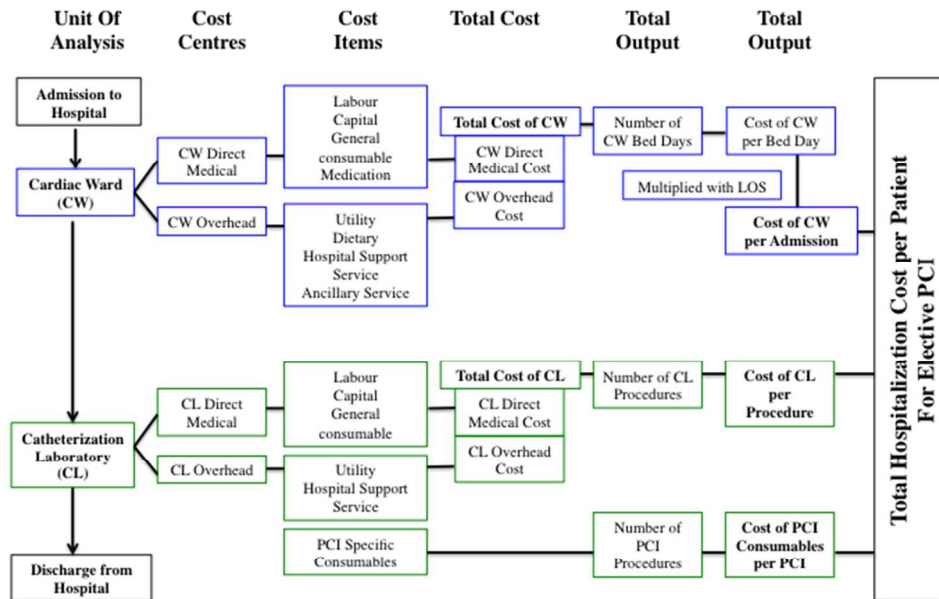 Unit Of
Analysis
Cost
Centres
Cost
Items
Total Cost
Total
Output
Total
Output
Admission to
Hospital
Cardiac Ward
(CW)
CW Direct
Medical
CW Overhead
Labour
Capital
General
consumable
Medication
Utility
Dietary
Hospital Support
Service
Ancillary Service
Total Cost of CW
CW Direct
Medical Cost
CW Overhead
Cost
Number of
CW Bed Days
Cost of CW
per Bed Day
Multiplied with LOS
Cost of CW
per Admission
Catheterization
Laboratory
(CL)
CL Direct
Medical
CL Overhead
Labour
Capital
General
consumable
Utility
Hospital Support
Service
PCI Specific
Consumables
Total Cost of CL
CL Direct
Medical Cost
CL Overhead
Cost
Number of CL
Procedures
Cost of CL
per
Procedure
Number of
PCI
Procedures
Cost of PCI
Consumables
per PCI
Discharge from
Hospital
Total Hospitalization Cost per Patient
For Elective PCI